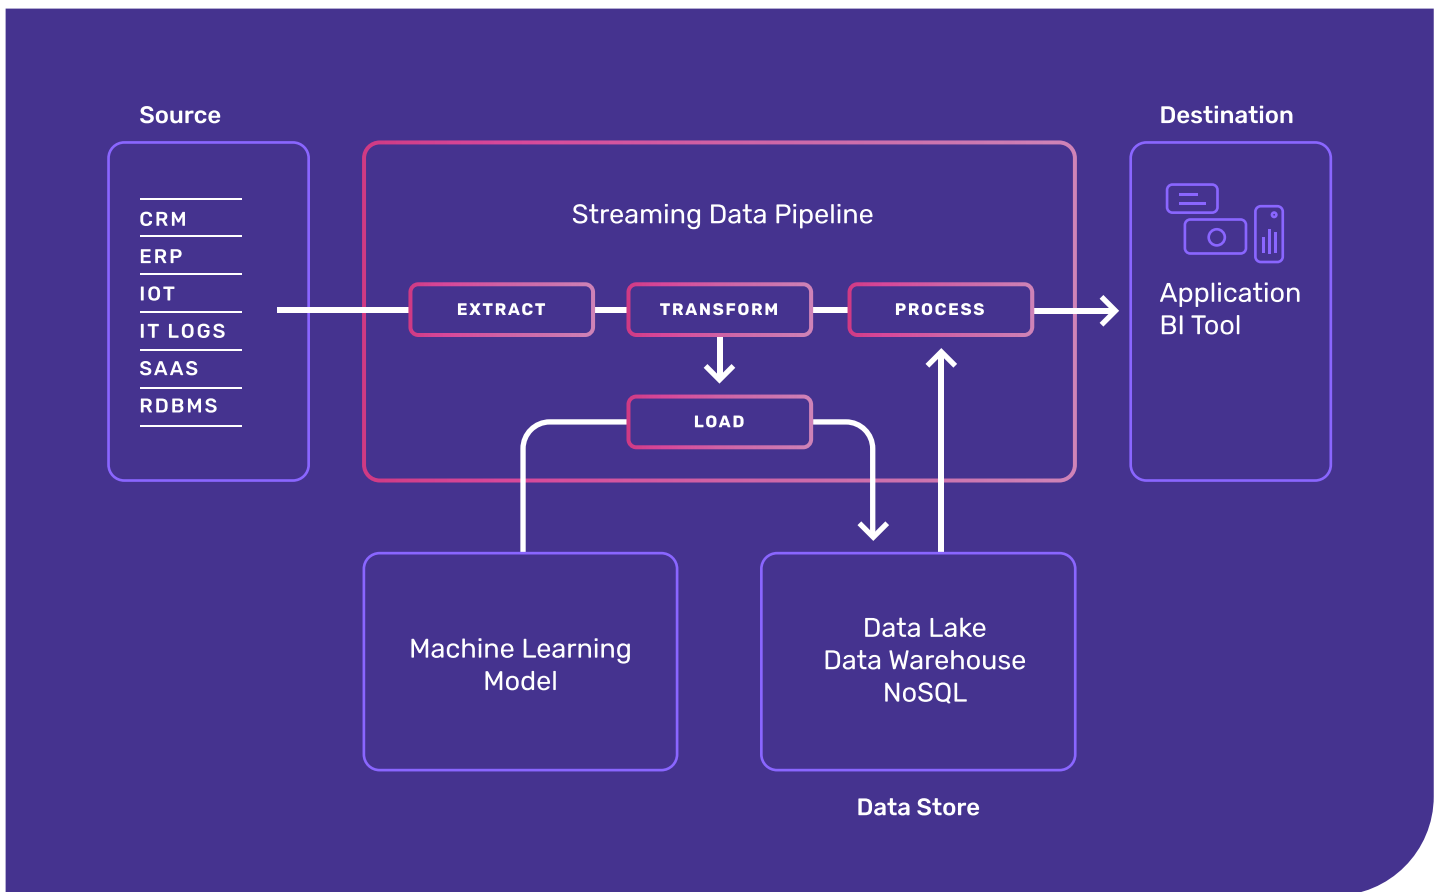 Source
CRM
ERP
IOT
IT LOGS
SAAS
RDBMS
Streaming Data Pipeline
EXTRACT
TRANSFORM
PROCESS
LOAD
Destination
Application
BI Tool
Machine Learning
Model
Data Lake
Data Warehouse
NoSQL
Data Store